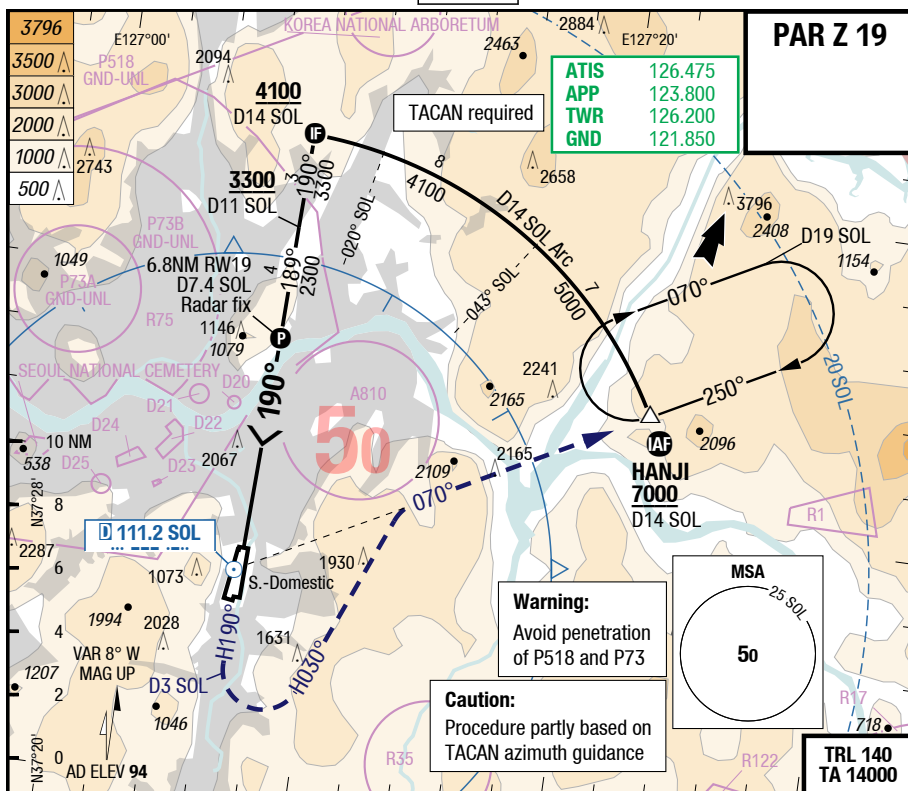 3796
3500
3000
2000
1000
500
E127°00'
P518
GND-UNL
2094
KOREA NATIONAL ARBORETUM
2463
2884
E127°20'
PAR Z 19
ATIS 126.475
APP 123.800
TWR 126.200
GND 121.850
4100
D14 SOL
TACAN required
IF
2743
3300
D11 SOL
3
190°
3300
8
4100
2658
D14 SOL Arc
3796
2408
D19 SOL
1154
P73B
GND-UNL
1049
P73A
GND-UNL
6.8NM RW19
D7.4 SOL
Radar fix
4
189°
2300
020° SOL
043° SOL
7
5000
070°
R75
1146
1079
P
SEOUL NATIONAL CEMETERY
D20
D21
D22
D24
D23
D25
190°
A810
50
2241
2165
250°
20 SOL
IAF
2096
HANJI
7000
D14 SOL
10 NM
538
2067
2109
2165
070°
N37°28'
8
D 111.2 SOL
R1
2287
6
1073
S.-Domestic
1930
1994
2028
4
VAR 8° W
MAG UP
1631
H190°
H030°
D3 SOL
1207
2
1046
N37°20'
0
AD ELEV 94
R35
Warning:
Avoid penetration
of P518 and P73
Caution:
Procedure partly based on
TACAN azimuth guidance
MSA
25 SOL
50
R17
718
R122
TRL 140
TA 14000